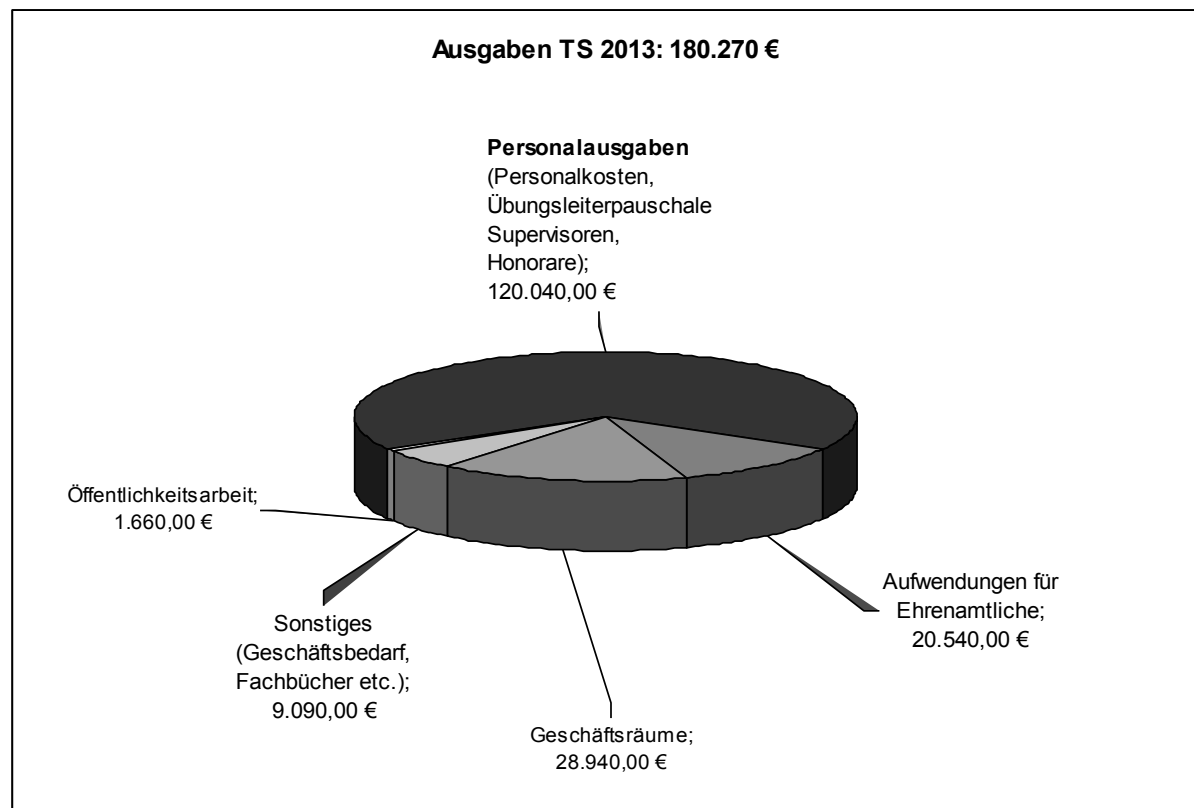 Ausgaben TS 2013: 180.270 €
Personalausgaben
(Personalkosten,
Übungsleiterpauschale
Supervisoren,
Honorare);
120.040,00 €
Öffentlichkeitsarbeit;
1.660,00 €
Aufwendungen für
Ehrenamtliche;
20.540,00 €
Sonstiges
(Geschäftsbedarf,
Fachbücher etc.);
9.090,00 €
Geschäftsräume;
28.940,00 €